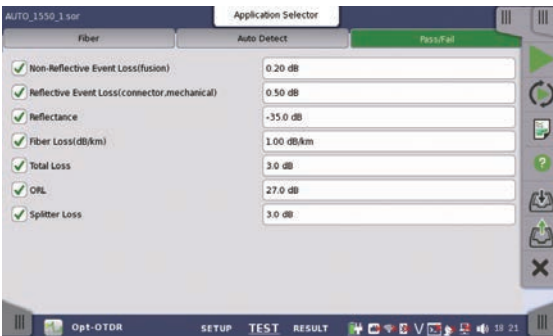 AUTO_1550_1.sor
Application Selector
Fiber
Auto Detect
Pass/Fail
Non-Reflective Event Loss(fusion)
0.20 dB
Reflective Event Loss(connector,mechanical)
0.50 dB
Reflectance
-35.0 dB
Fiber Loss(dB/km)
1.00 dB/km
Total Loss
3.0 dB
ORL
27.0 dB
Splitter Loss
3.0 dB
Opt-OTDR
SETUP
TEST
RESULT
18 21